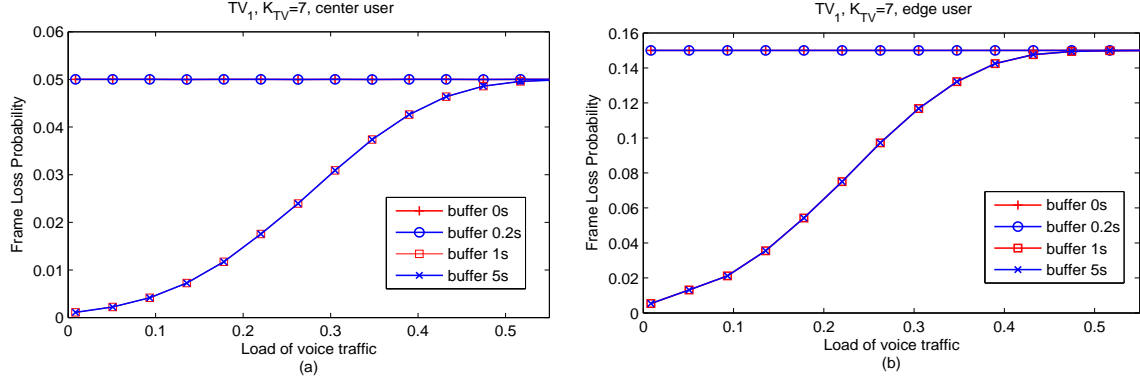 TV1, KTV=7, center user
Frame Loss Probability
0.06
0.05
0.04
0.03
0.02
0.01
0
buffer 0s
buffer 0.2s
buffer 1s
buffer 5s
0 0.1 0.2 0.3 0.4 0.5
Load of voice traffic
(a)
TV1, KTV=7, edge user
Frame Loss Probability
0.16
0.14
0.12
0.1
0.08
0.06
0.04
0.02
0
buffer 0s
buffer 0.2s
buffer 1s
buffer 5s
0 0.1 0.2 0.3 0.4 0.5
Load of voice traffic
(b)